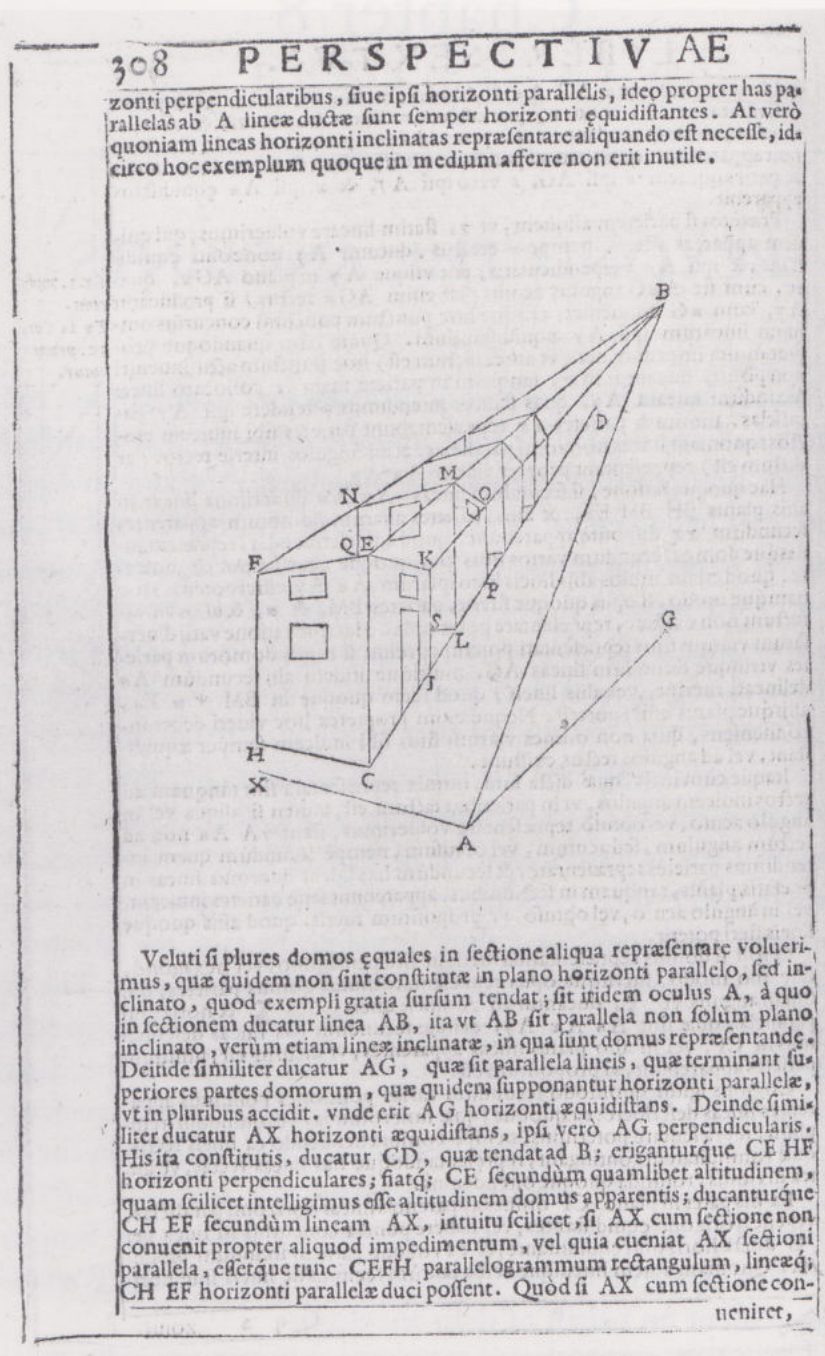 308 PERSPECTIVAE
zonti perpendicularibus, ſiue ipſi horizonti parallelis, ideo propter has pa-
rallelas ab A lineæ ductæ ſunt ſemper horizonti ęquidiſtantes. At verò
quoniam lineas horizonti inclinatas repræſentare aliquando eſt neceſſe, id-
circo hoc exemplum quoque in medium afferre non erit inutile.
B
D
M
N
O
Q E
K
F
P
G
S
L
I
H
C
X
A
Veluti ſi plures domos ęquales in ſectione aliqua repræſentare volueri-
mus, quæ quidem non ſint conſtitutæ in plano horizonti parallelo, ſed in-
clinato, quod exempli gratia ſurſum tendat; ſit itidem oculus A, à quo
in ſectionem ducatur linea AB, ita vt AB ſit parallela non ſolùm plano
inclinato, verùm etiam lineæ inclinatæ, in qua ſunt domus repræſentandę.
Deinde ſimiliter ducatur AG, quæ ſit parallela lineis, quæ terminant ſu-
periores partes domorum, quæ quidem ſupponantur horizonti parallelæ,
vt in pluribus accidit. vnde erit AG horizonti æquidiſtans. Deinde ſimi-
liter ducatur AX horizonti æquidiſtans, ipſi verò AG perpendicularis.
His ita conſtitutis, ducatur CD, quæ tendat ad B; eriganturq́ue CE HF
horizonti perpendiculares; fiatq́; CE ſecundùm quamlibet altitudinem,
quam ſcilicet intelligimus eſſe altitudinem domus apparentis; ducanturq́ue
CH EF ſecundùm lineam AX, intuitu ſcilicet, ſi AX cum ſectione non
conuenit propter aliquod impedimentum, vel quia eueniat AX ſectioni
parallela, eſſetq́ue tunc CEFH parallelogrammum rectangulum, lineæq́;
CH EF horizonti parallelæ duci poſſent. Quòd ſi AX cum ſectione con-
ueniret,